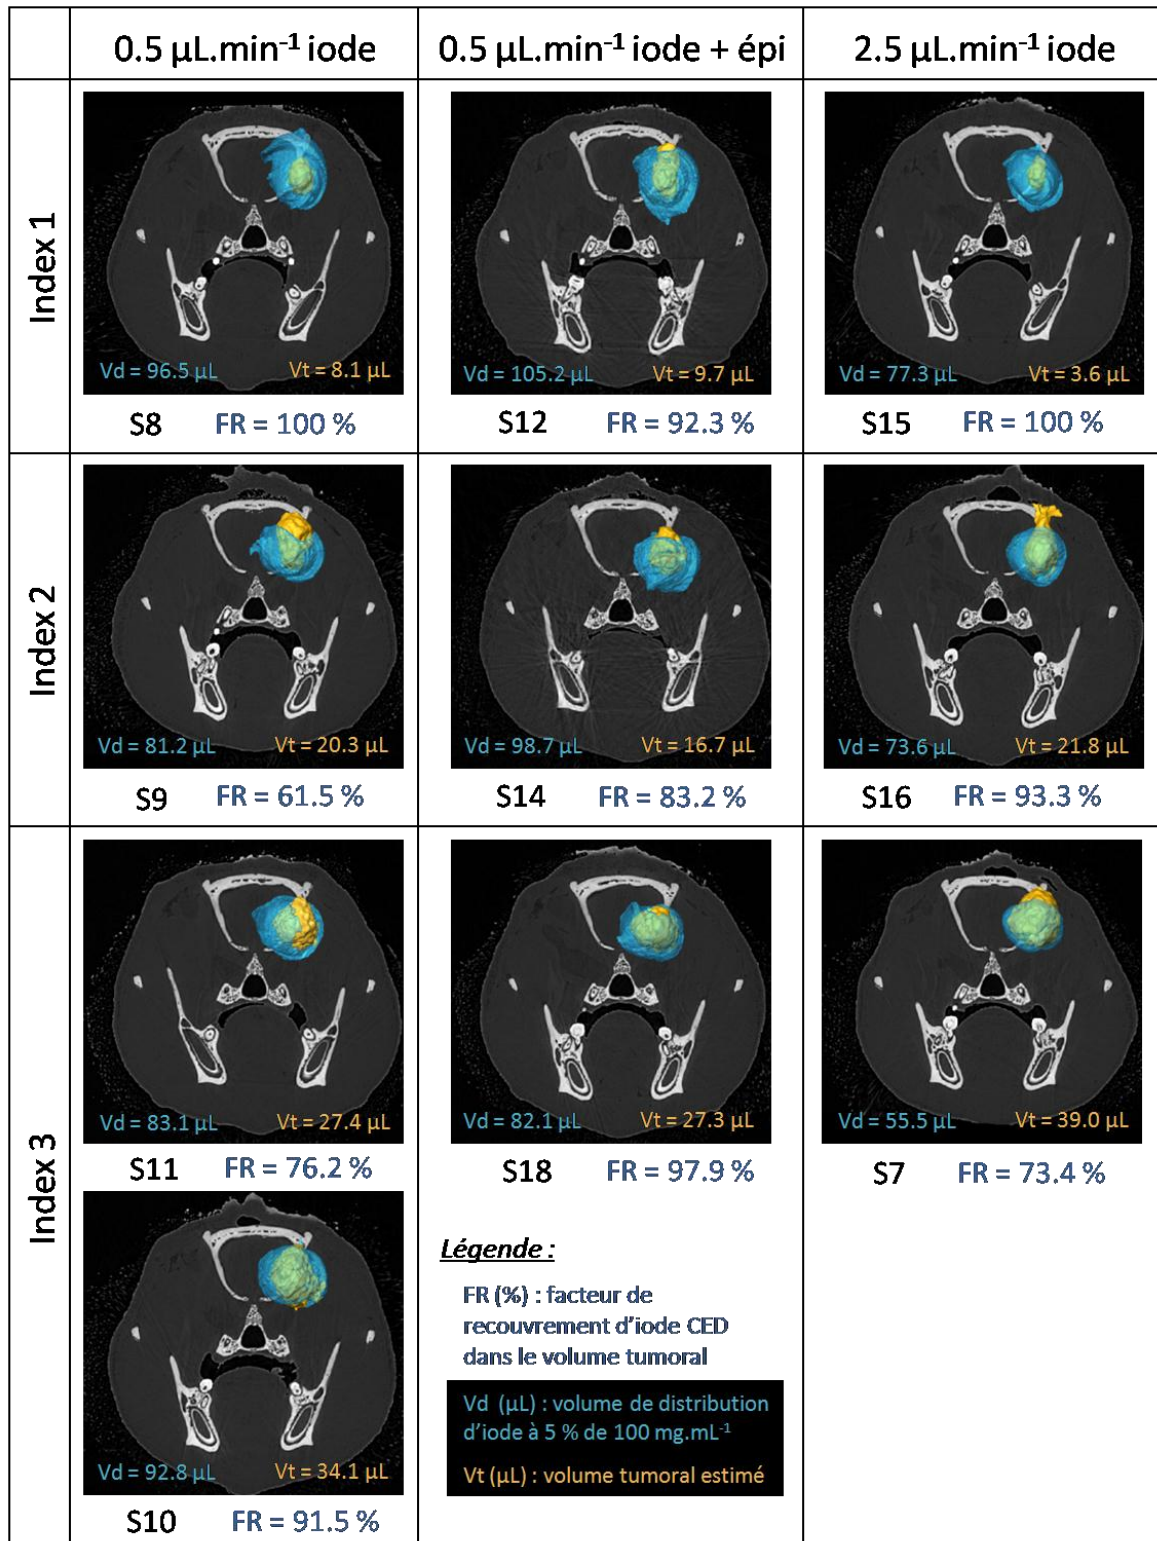 0.5 µL.min⁻¹ iode
0.5 µL.min⁻¹ iode + épi
2.5 µL.min⁻¹ iode
Index 1
Vd = 96.5 µL
Vt = 8.1 µL
S8
FR = 100 %
Vd = 105.2 µL
Vt = 9.7 µL
S12
FR = 92.3 %
Vd = 77.3 µL
Vt = 3.6 µL
S15
FR = 100 %
Index 2
Vd = 81.2 µL
Vt = 20.3 µL
S9
FR = 61.5 %
Vd = 98.7 µL
Vt = 16.7 µL
S14
FR = 83.2 %
Vd = 73.6 µL
Vt = 21.8 µL
S16
FR = 93.3 %
Index 3
Vd = 83.1 µL
Vt = 27.4 µL
S11
FR = 76.2 %
Vd = 82.1 µL
Vt = 27.3 µL
S18
FR = 97.9 %
Vd = 55.5 µL
Vt = 39.0 µL
S7
FR = 73.4 %
Vd = 92.8 µL
Vt = 34.1 µL
S10
FR = 91.5 %
Légende :
FR (%) : facteur de
recouvrement d'iode CED
dans le volume tumoral
Vd (µL) : volume de distribution
d'iode à 5 % de 100 mg.mL⁻¹
Vt (µL) : volume tumoral estimé